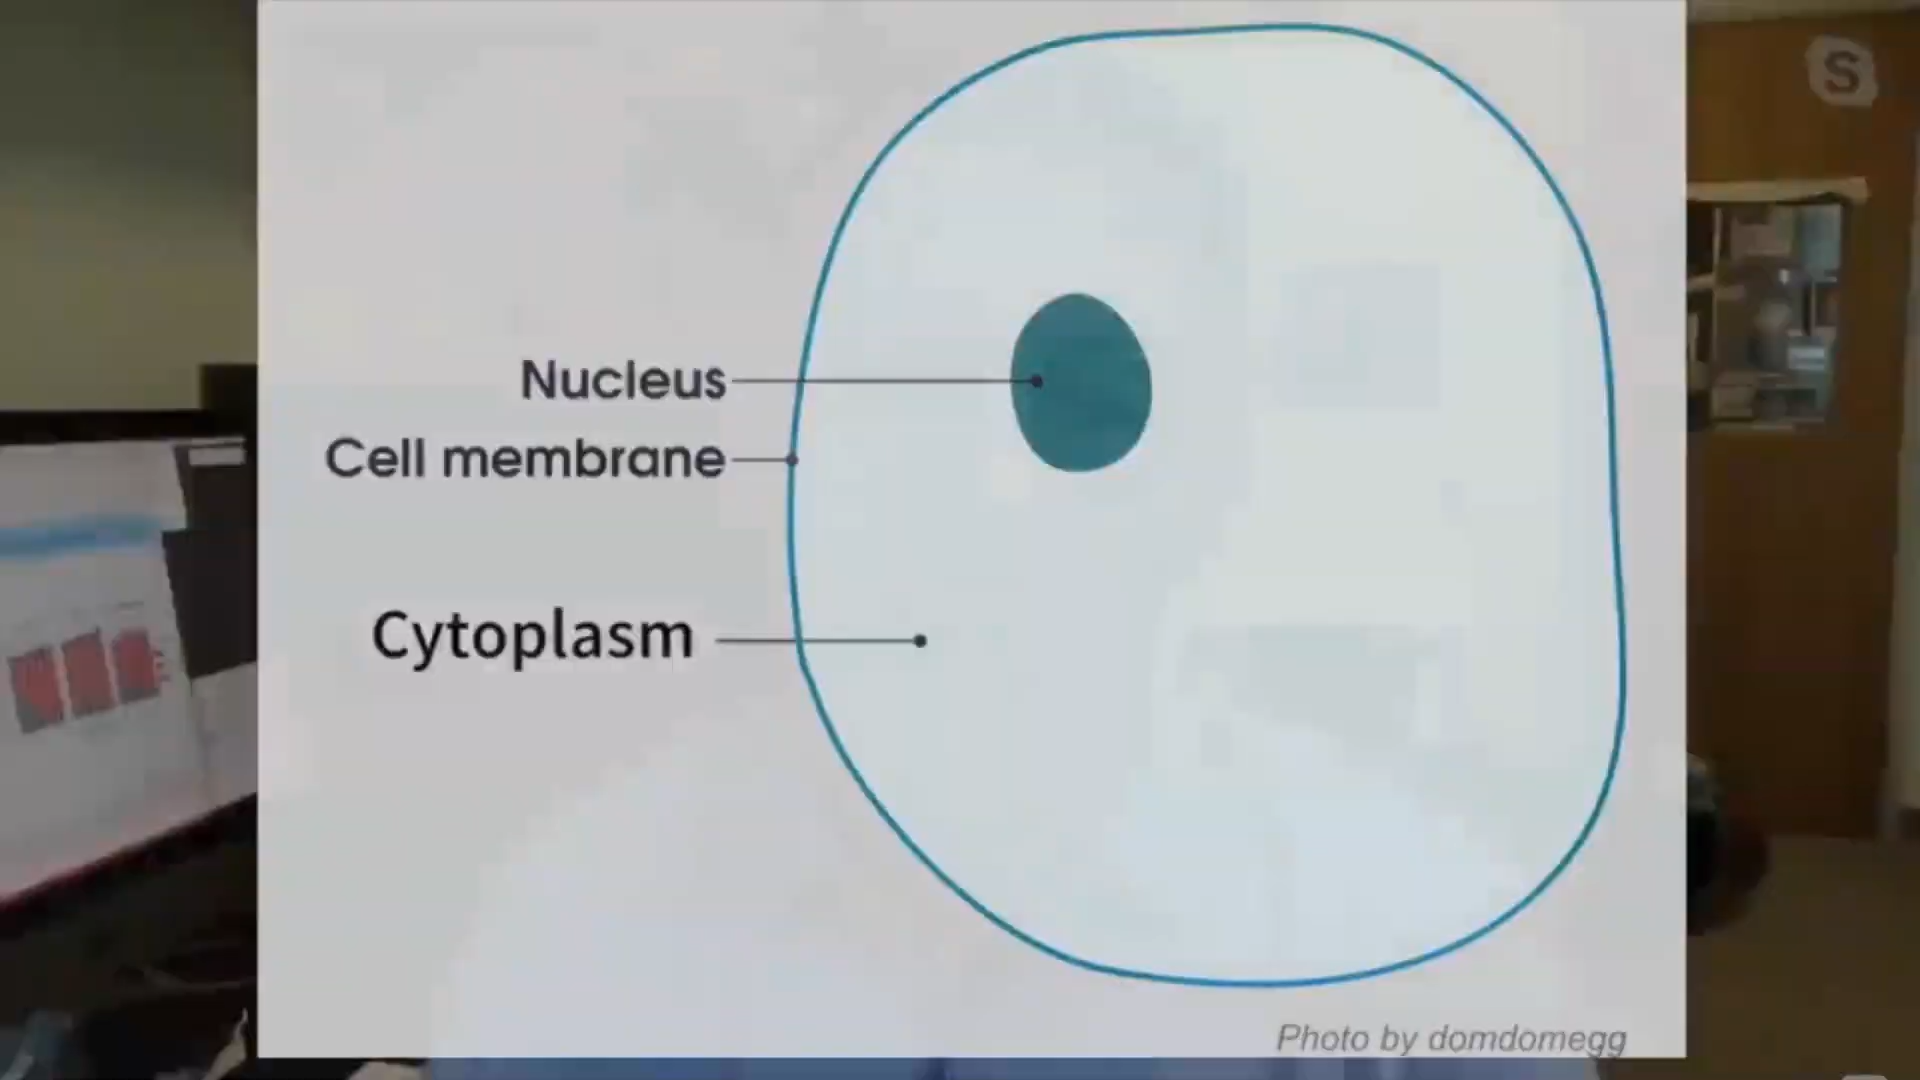 S
Nucleus
Cell membrane
Cytoplasm
Photo by domdomegg